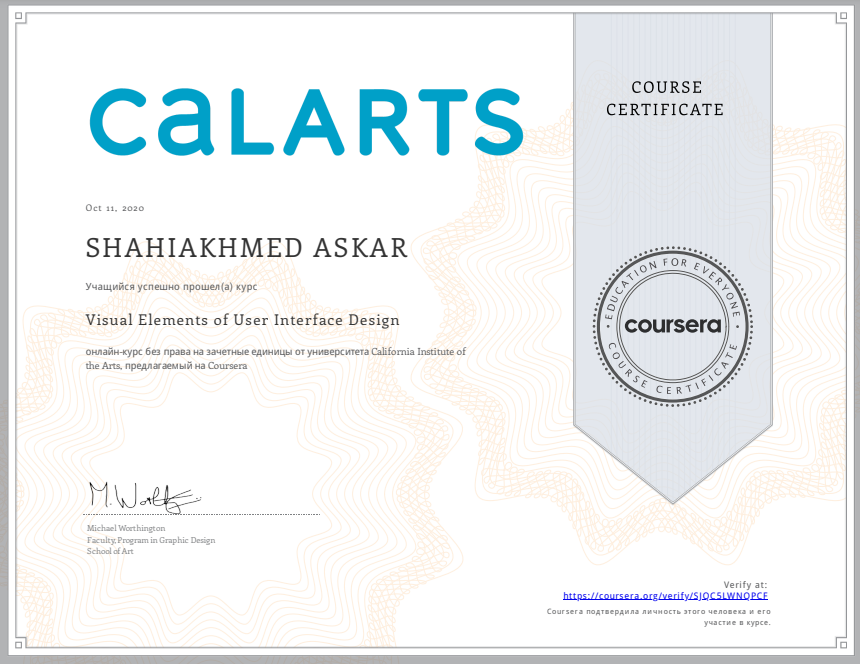 CALARTS
COURSE
CERTIFICATE
Oct 11, 2020
SHAHIAKHMED ASKAR
Учащийся успешно прошел(а) курс
Visual Elements of User Interface Design
онлайн-курс без права на зачетные единицы от университета California Institute of
the Arts, предлагаемый на Coursera
EDUCATION FOR EVERYONE
coursera
COURSE CERTIFICATE
M. Worth
Michael Worthington
Faculty, Program in Graphic Design
School of Art
Verify at:
https://coursera.org/verify/SJQC5LWNQPCF
Coursera подтвердила личность этого человека и его
участие в курсе.